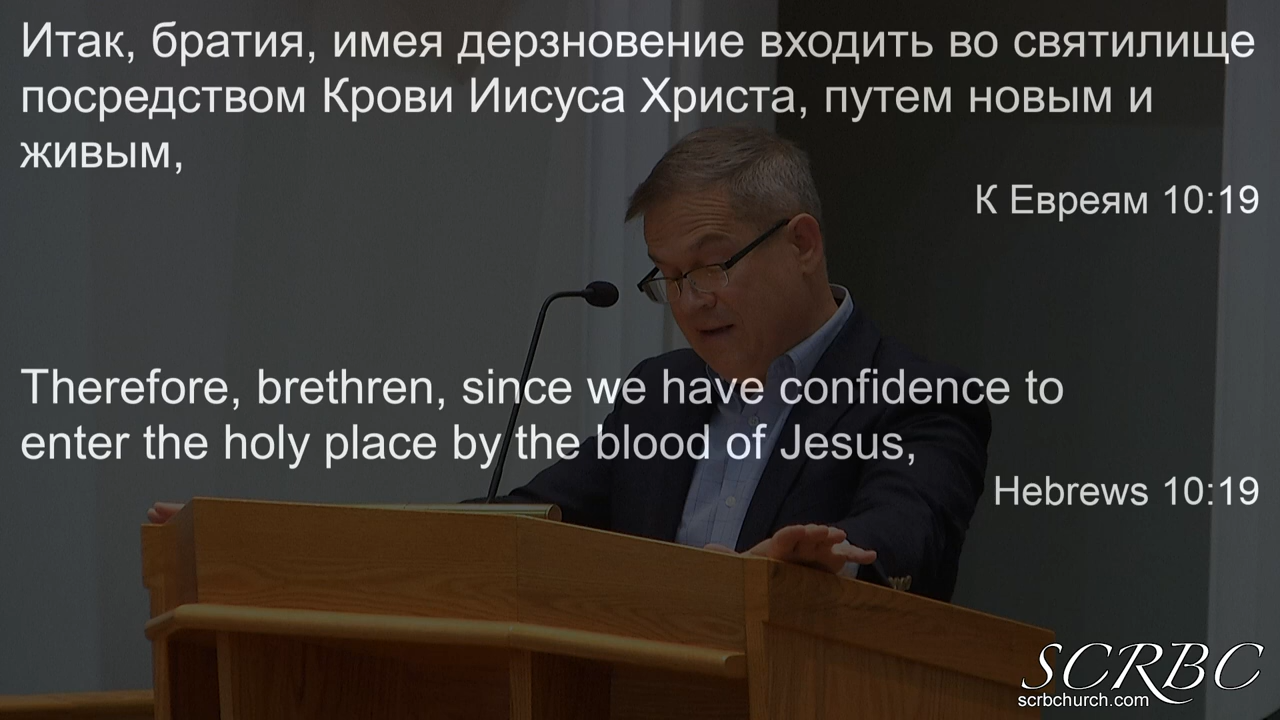 Итак, братия, имея дерзновение входить во святилище
посредством Крови Иисуса Христа, путем новым и
живым,
К Евреям 10:19
Therefore, brethren, since we have confidence to
enter the holy place by the blood of Jesus,
Hebrews 10:19
SCRBC
scrbchurch.com